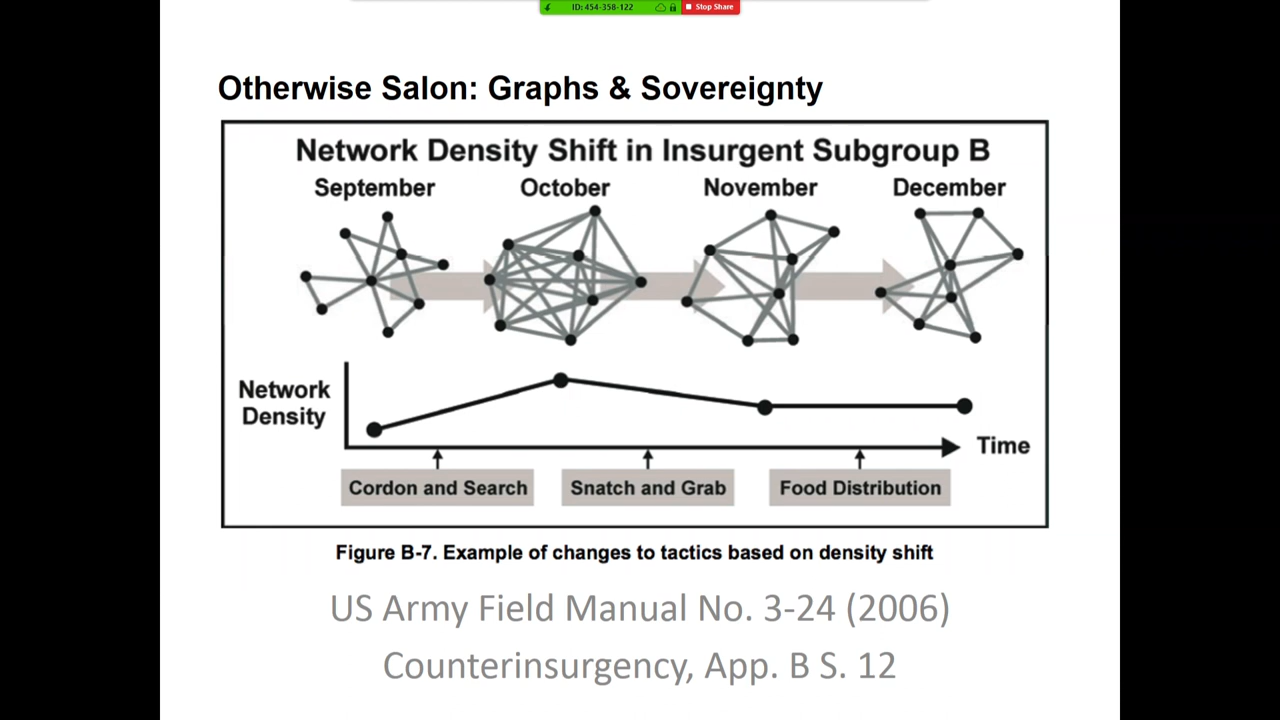 ID: 454-358-122
Stop Share
Otherwise Salon: Graphs & Sovereignty
Network Density Shift in Insurgent Subgroup B
September October November December
Network
Density
Time
Cordon and Search Snatch and Grab Food Distribution
Figure B-7. Example of changes to tactics based on density shift
US Army Field Manual No. 3-24 (2006)
Counterinsurgency, App. B S. 12